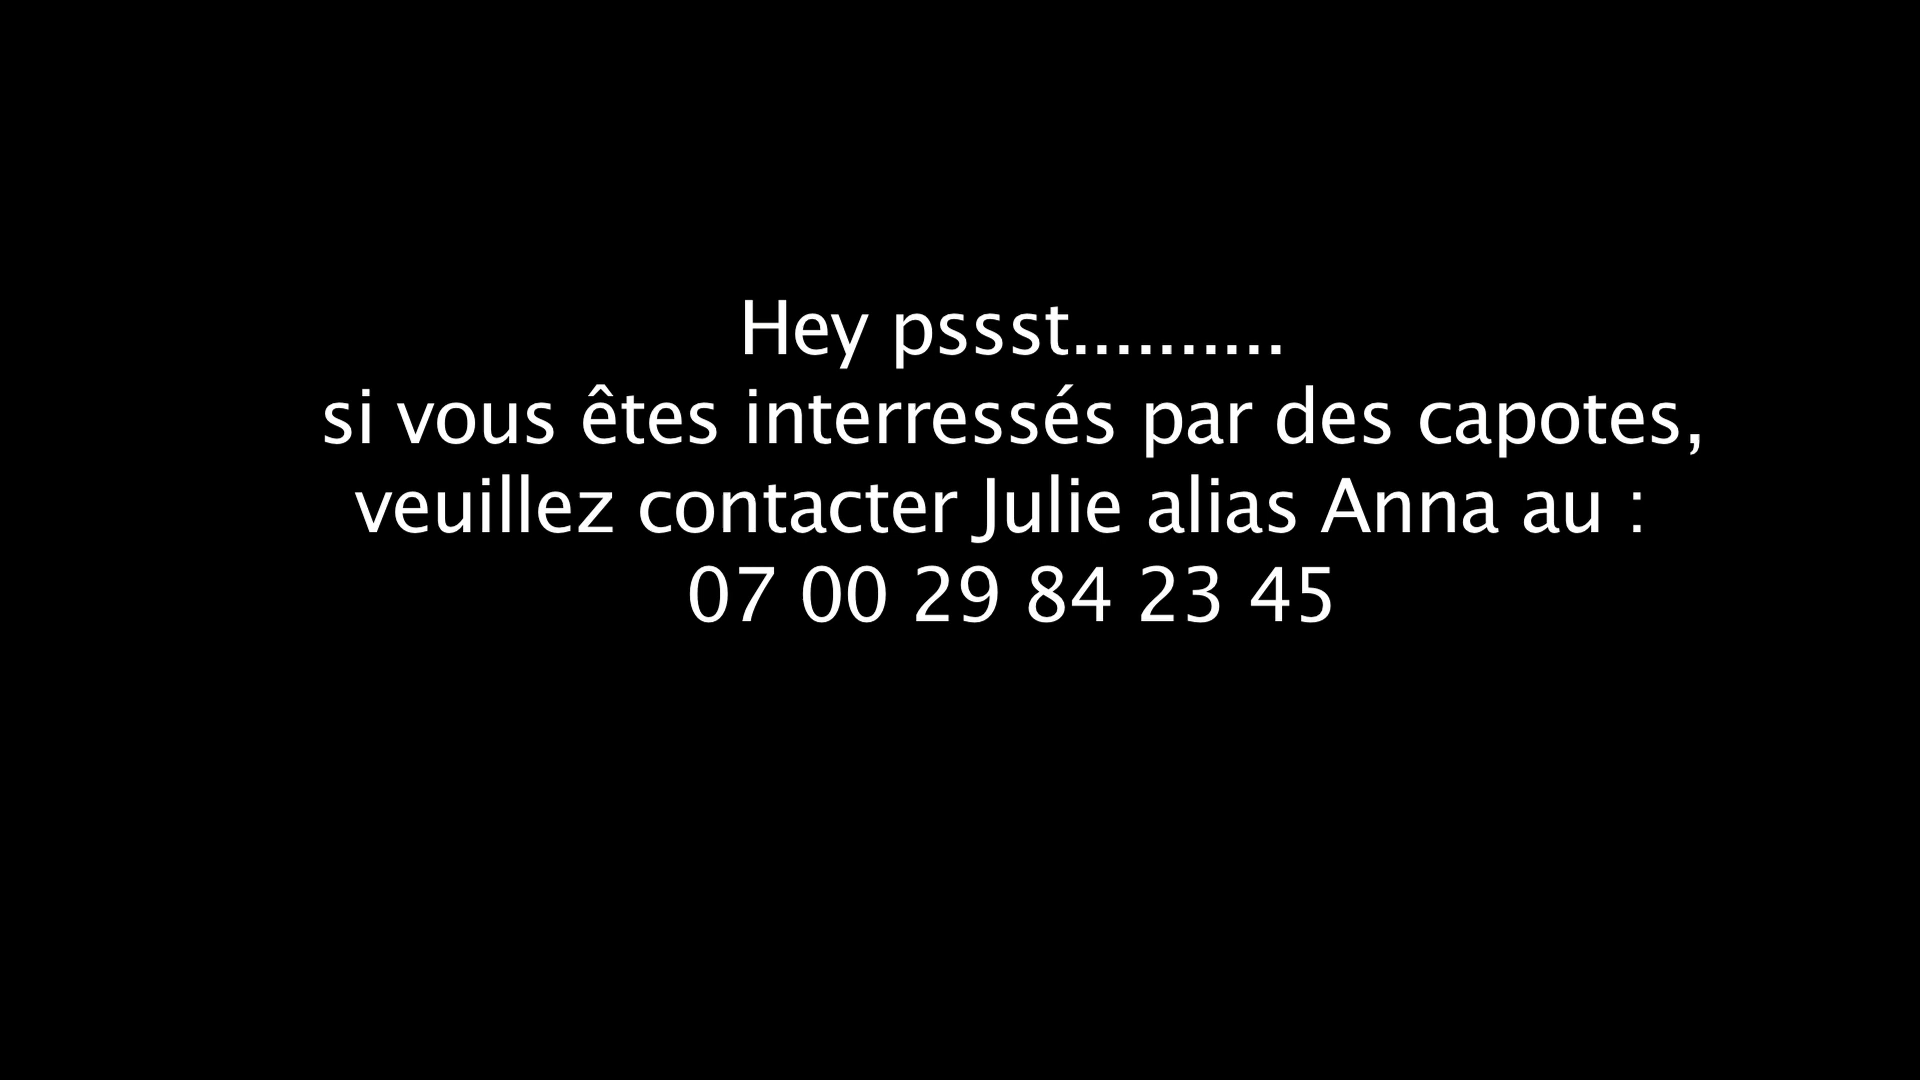 Hey pssst..........
si vous êtes interressés par des capotes,
veuillez contacter Julie alias Anna au :
07 00 29 84 23 45